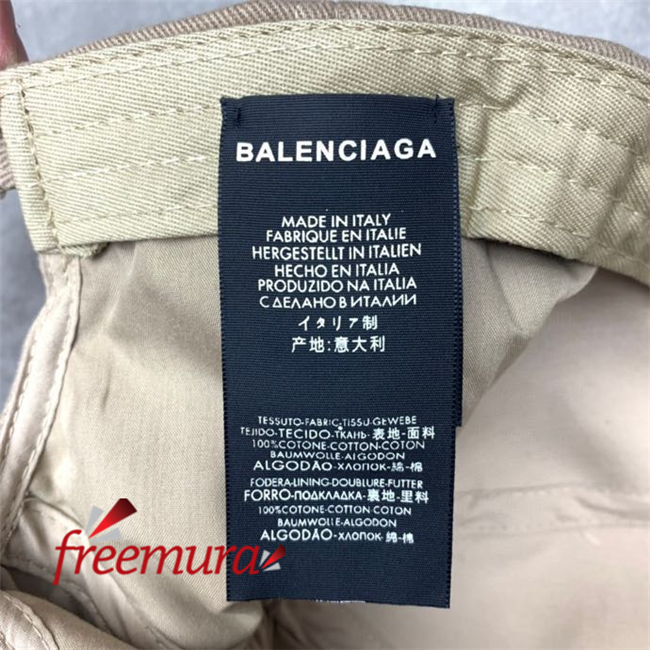 BALENCIAGA
MADE IN ITALY
FABRIQUE EN ITALIE
HERGESTELLT IN ITALIEN
HECHO EN ITALIA
PRODUZIDO NA ITALIA
C ДЕЛАНО В ИТАЛИИ
イタリア制
产地:意大利
TESSUTO-FABRIC-TISSU-GEWEBE
TEJIDO-TECIDO-ТКАНЬ-表地-面料
100%COTONE-COTTON-COTON
BAUMWOLLE-ALGODON
ALGODÃO-ХЛОПОК-綿-棉
FODERA-LINING-DOUBLURE-FUTTER
FORRO-ПОДКЛАДКА-裏地-里料
100%COTONE-COTTON COTON
BAUMWOLLE-ALGODON
ALGODÃO-ХЛОПОК-綿-棉
freemura